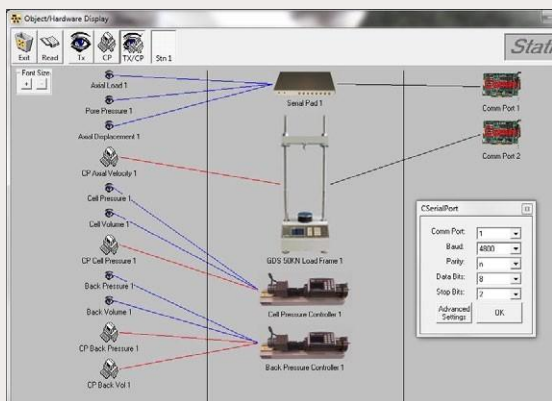 Object/Hardware Display
Exit
Read
Tx
CP
TX/CP
Stn 1
Stati
Font Size
+
-
Axial Load 1
Pore Pressure 1
Axial Displacement 1
CP Axial Velocity 1
Cell Pressure 1
Cell Volume 1
CP Cell Pressure 1
Back Pressure 1
Back Volume 1
CP Back Pressure 1
CP Back Vol 1
Serial Pad 1
GDS 50KN Load Frame 1
Cell Pressure Controller 1
Back Pressure Controller 1
Comm Port 1
Comm Port 2
CSerialPort
Comm Port: 1
Baud: 4800
Parity: n
Data Bits: 8
Stop Bits: 2
Advanced
Settings
OK